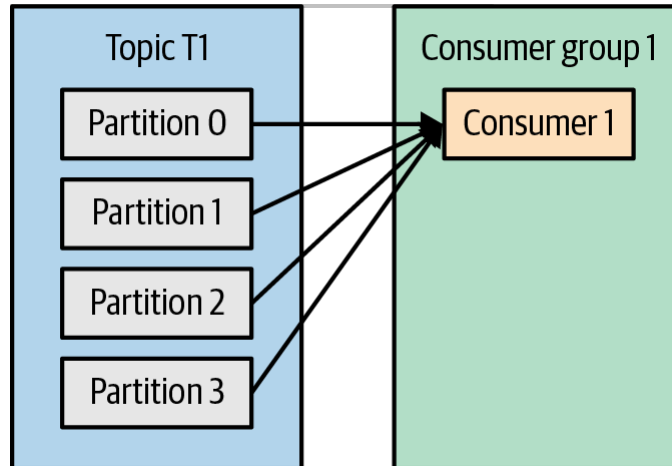 Topic T1
Partition 0
Partition 1
Partition 2
Partition 3
Consumer group 1
Consumer 1